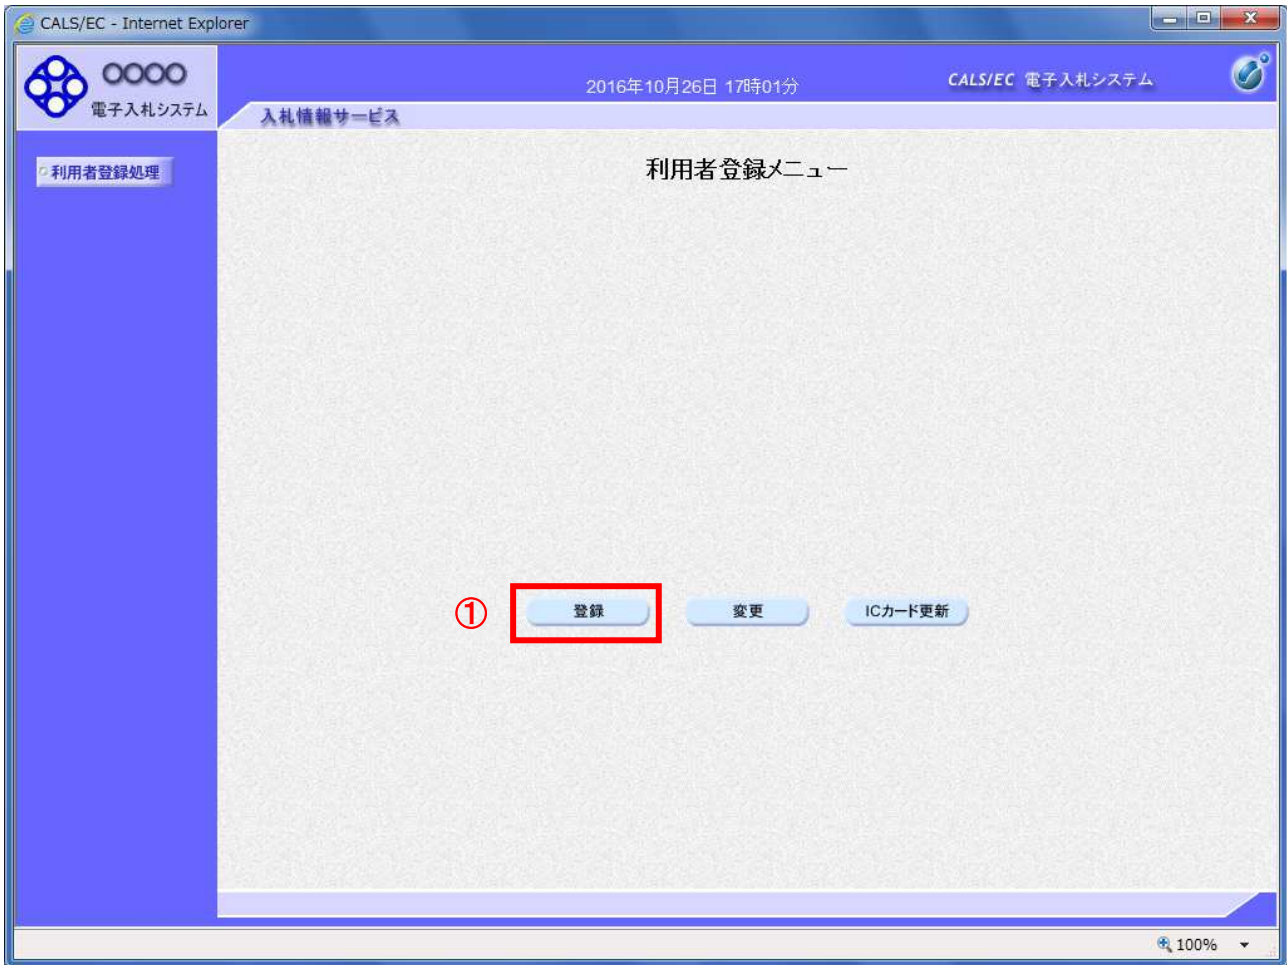 CALS/EC - Internet Explorer
〇〇〇〇
電子入札システム
2016年10月26日 17時01分
CALS/EC 電子入札システム
入札情報サービス
利用者登録処理
利用者登録メニュー
① 登録 変更 ICカード更新
100%